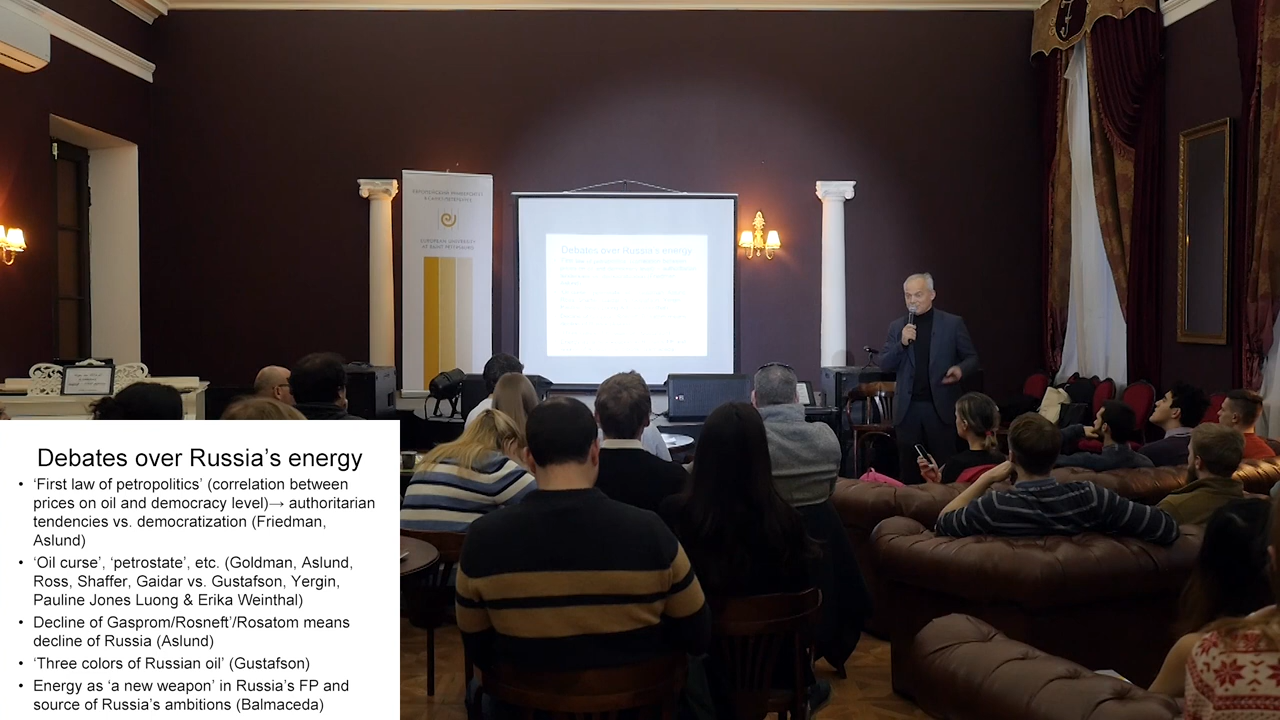 ЕВРОПЕЙСКИЙ УНИВЕРСИТЕТ
В САНКТ-ПЕТЕРБУРГЕ
EUROPEAN UNIVERSITY
AT SAINT PETERSBURG
Debates over Russia's energy
Debates over Russia’s energy
• ‘First law of petropolitics’ (correlation between
prices on oil and democracy level)→ authoritarian
tendencies vs. democratization (Friedman,
Aslund)
• ‘Oil curse’, ‘petrostate’, etc. (Goldman, Aslund,
Ross, Shaffer, Gaidar vs. Gustafson, Yergin,
Pauline Jones Luong & Erika Weinthal)
• Decline of Gasprom/Rosneft’/Rosatom means
decline of Russia (Aslund)
• ‘Three colors of Russian oil’ (Gustafson)
• Energy as ‘a new weapon’ in Russia’s FP and
source of Russia’s ambitions (Balmaceda)